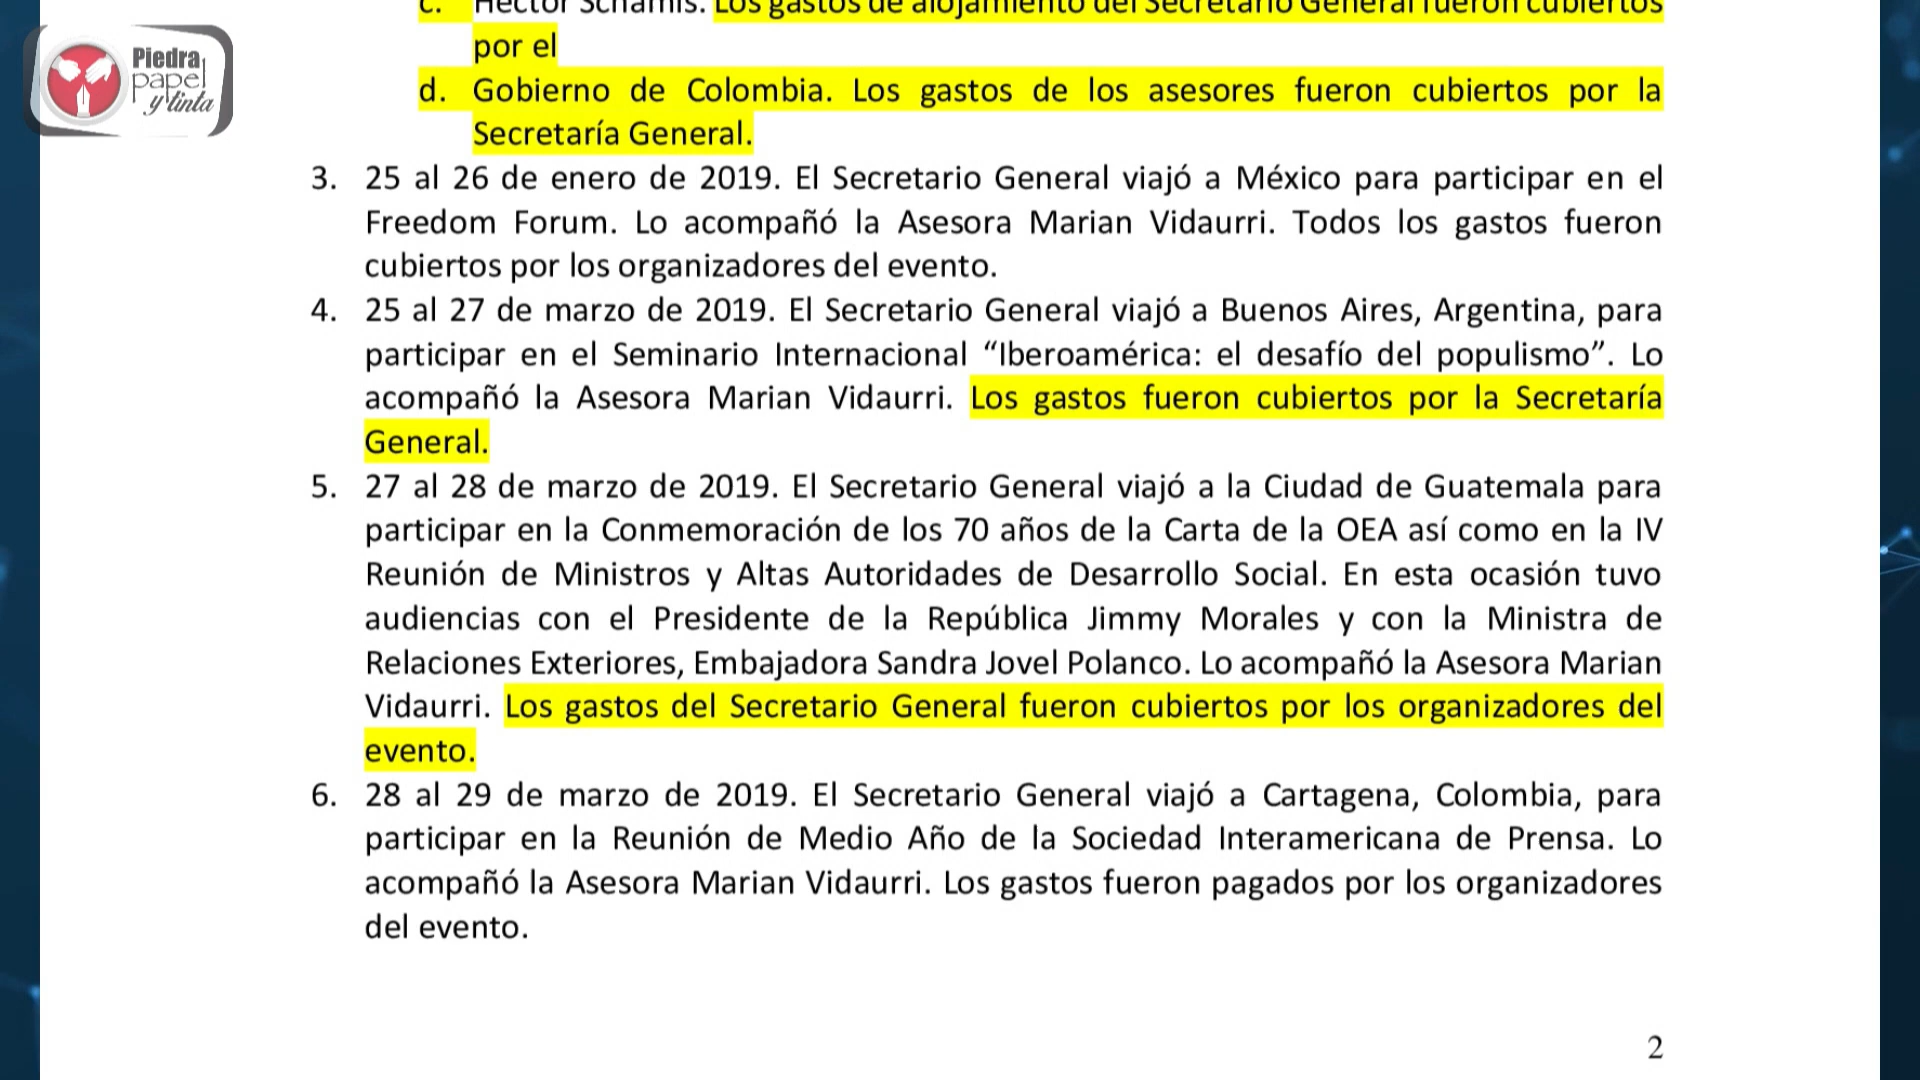 Piedra,
papel
y tinta
c. Héctor Schamis. Los gastos de alojamiento del Secretario General fueron cubiertos
por el
d. Gobierno de Colombia. Los gastos de los asesores fueron cubiertos por la
Secretaría General.
3. 25 al 26 de enero de 2019. El Secretario General viajó a México para participar en el
Freedom Forum. Lo acompañó la Asesora Marian Vidaurri. Todos los gastos fueron
cubiertos por los organizadores del evento.
4. 25 al 27 de marzo de 2019. El Secretario General viajó a Buenos Aires, Argentina, para
participar en el Seminario Internacional “Iberoamérica: el desafío del populismo”. Lo
acompañó la Asesora Marian Vidaurri. Los gastos fueron cubiertos por la Secretaría
General.
5. 27 al 28 de marzo de 2019. El Secretario General viajó a la Ciudad de Guatemala para
participar en la Conmemoración de los 70 años de la Carta de la OEA así como en la IV
Reunión de Ministros y Altas Autoridades de Desarrollo Social. En esta ocasión tuvo
audiencias con el Presidente de la República Jimmy Morales y con la Ministra de
Relaciones Exteriores, Embajadora Sandra Jovel Polanco. Lo acompañó la Asesora Marian
Vidaurri. Los gastos del Secretario General fueron cubiertos por los organizadores del
evento.
6. 28 al 29 de marzo de 2019. El Secretario General viajó a Cartagena, Colombia, para
participar en la Reunión de Medio Año de la Sociedad Interamericana de Prensa. Lo
acompañó la Asesora Marian Vidaurri. Los gastos fueron pagados por los organizadores
del evento.
2